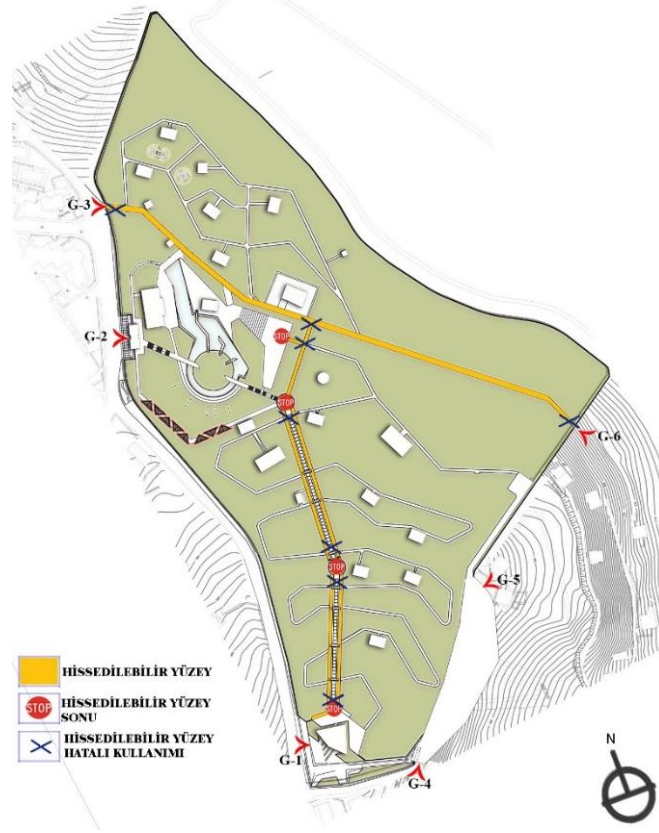 G-3
G-2
STOP
STOP
G-6
STOP
G-5
HİSSEDİLEBİLİR YÜZEY
STOP
HİSSEDİLEBİLİR YÜZEY
SONU
STOP
HİSSEDİLEBİLİR YÜZEY
HATALI KULLANIMI
G-1
G-4
N